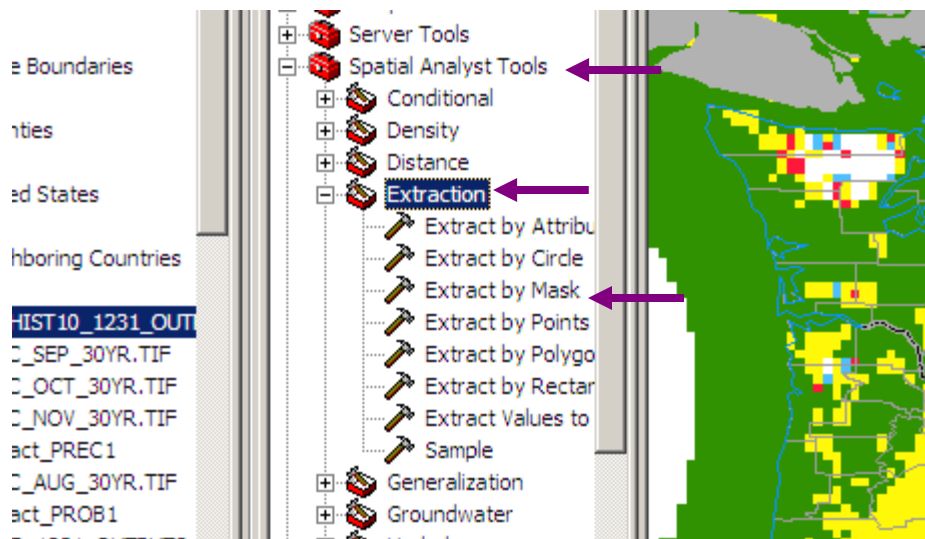 e Boundaries
nties
ed States
hboring Countries
HIST10_1231_OUT
C_SEP_30YR.TIF
C_OCT_30YR.TIF
C_NOV_30YR.TIF
act_PREC1
C_AUG_30YR.TIF
act_PROB1
Server Tools
Spatial Analyst Tools
Conditional
Density
Distance
Extraction
Extract by Attribu
Extract by Circle
Extract by Mask
Extract by Points
Extract by Polygo
Extract by Rectar
Extract Values to
Sample
Generalization
Groundwater